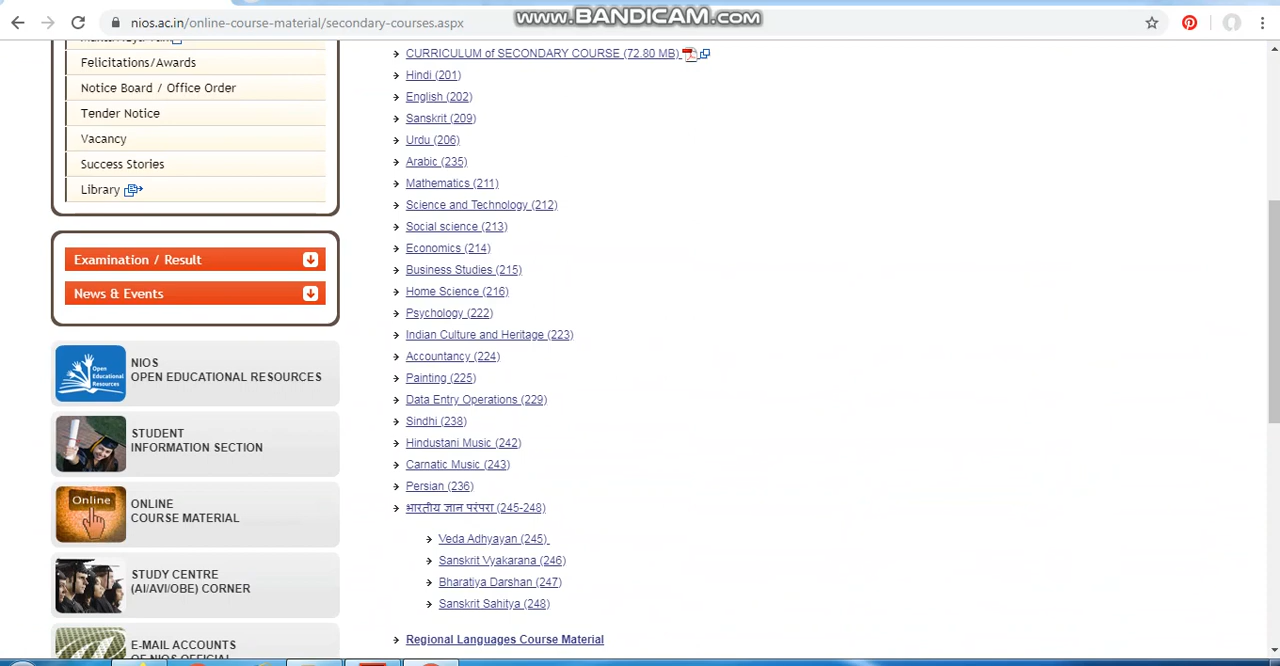 nios.ac.in/online-course-material/secondary-courses.aspx
www.BANDICAM.com
Felicitations/Awards
Notice Board / Office Order
Tender Notice
Vacancy
Success Stories
Library
Examination / Result
News & Events
Open
Educational
Resources
NIOS
OPEN EDUCATIONAL RESOURCES
STUDENT
INFORMATION SECTION
Online
ONLINE
COURSE MATERIAL
STUDY CENTRE
(AI/AVI/OBE) CORNER
E-MAIL ACCOUNTS
OF NIOS OFFICIAL
CURRICULUM of SECONDARY COURSE (72.80 MB)
Hindi (201)
English (202)
Sanskrit (209)
Urdu (206)
Arabic (235)
Mathematics (211)
Science and Technology (212)
Social science (213)
Economics (214)
Business Studies (215)
Home Science (216)
Psychology (222)
Indian Culture and Heritage (223)
Accountancy (224)
Painting (225)
Data Entry Operations (229)
Sindhi (238)
Hindustani Music (242)
Carnatic Music (243)
Persian (236)
भारतीय ज्ञान परंपरा (245-248)
Veda Adhyayan (245)
Sanskrit Vyakarana (246)
Bharatiya Darshan (247)
Sanskrit Sahitya (248)
Regional Languages Course Material